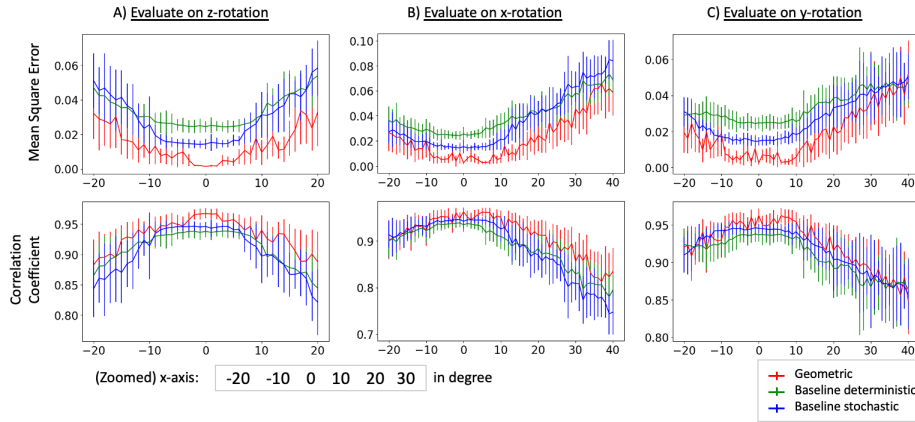 A) Evaluate on z-rotation
B) Evaluate on x-rotation
C) Evaluate on y-rotation
Mean Square Error
0.06
0.04
0.02
0.00
−20 −10 0 10 20
0.10
0.08
0.06
0.04
0.02
0.00
−20 −10 0 10 20 30 40
0.06
0.04
0.02
0.00
−20 −10 0 10 20 30 40
Correlation
Coefficient
0.95
0.90
0.85
0.80
−20 −10 0 10 20
0.9
0.8
0.7
−20 −10 0 10 20 30 40
0.95
0.90
0.85
0.80
−20 −10 0 10 20 30 40
(Zoomed) x-axis: -20 -10 0 10 20 30 in degree
Geometric
Baseline deterministic
Baseline stochastic